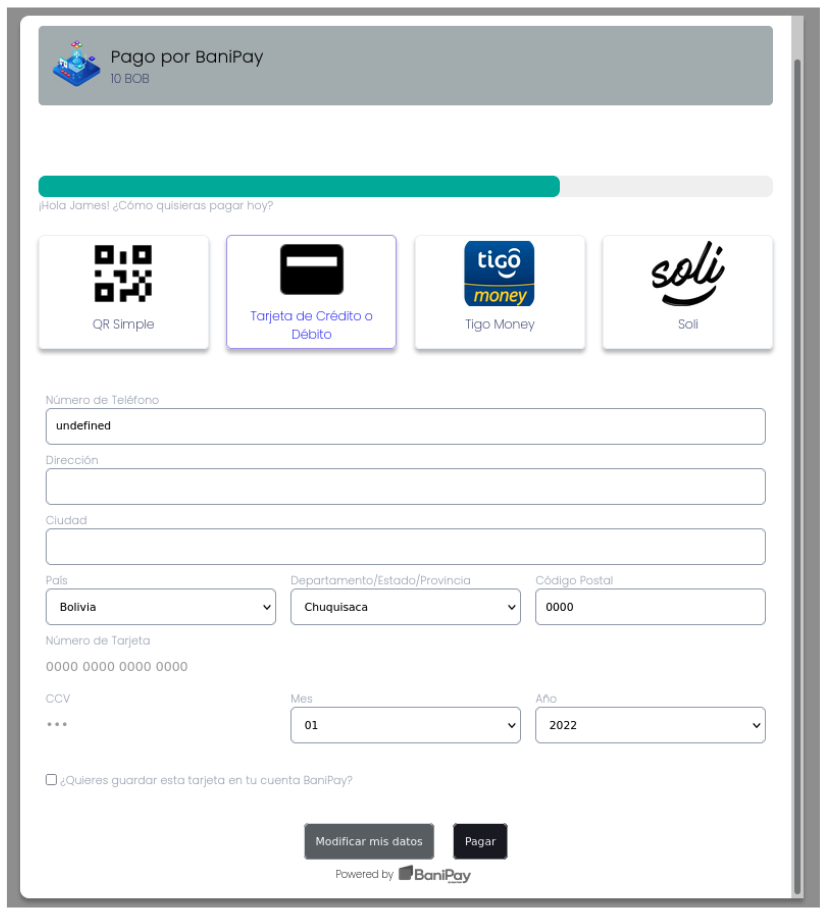 Pago por BaniPay
10 BOB
¡Hola James! ¿Cómo quisieras pagar hoy?
QR Simple
Tarjeta de Crédito o
Débito
tigo
money
Tigo Money
soli
Soli
Número de Teléfono
undefined
Dirección
Ciudad
País
Departamento/Estado/Provincia
Código Postal
Bolivia
Chuquisaca
0000
Número de Tarjeta
0000 0000 0000 0000
CCV
Mes
Año
•••
01
2022
¿Quieres guardar esta tarjeta en tu cuenta BaniPay?
Modificar mis datos
Pagar
Powered by BaniPay